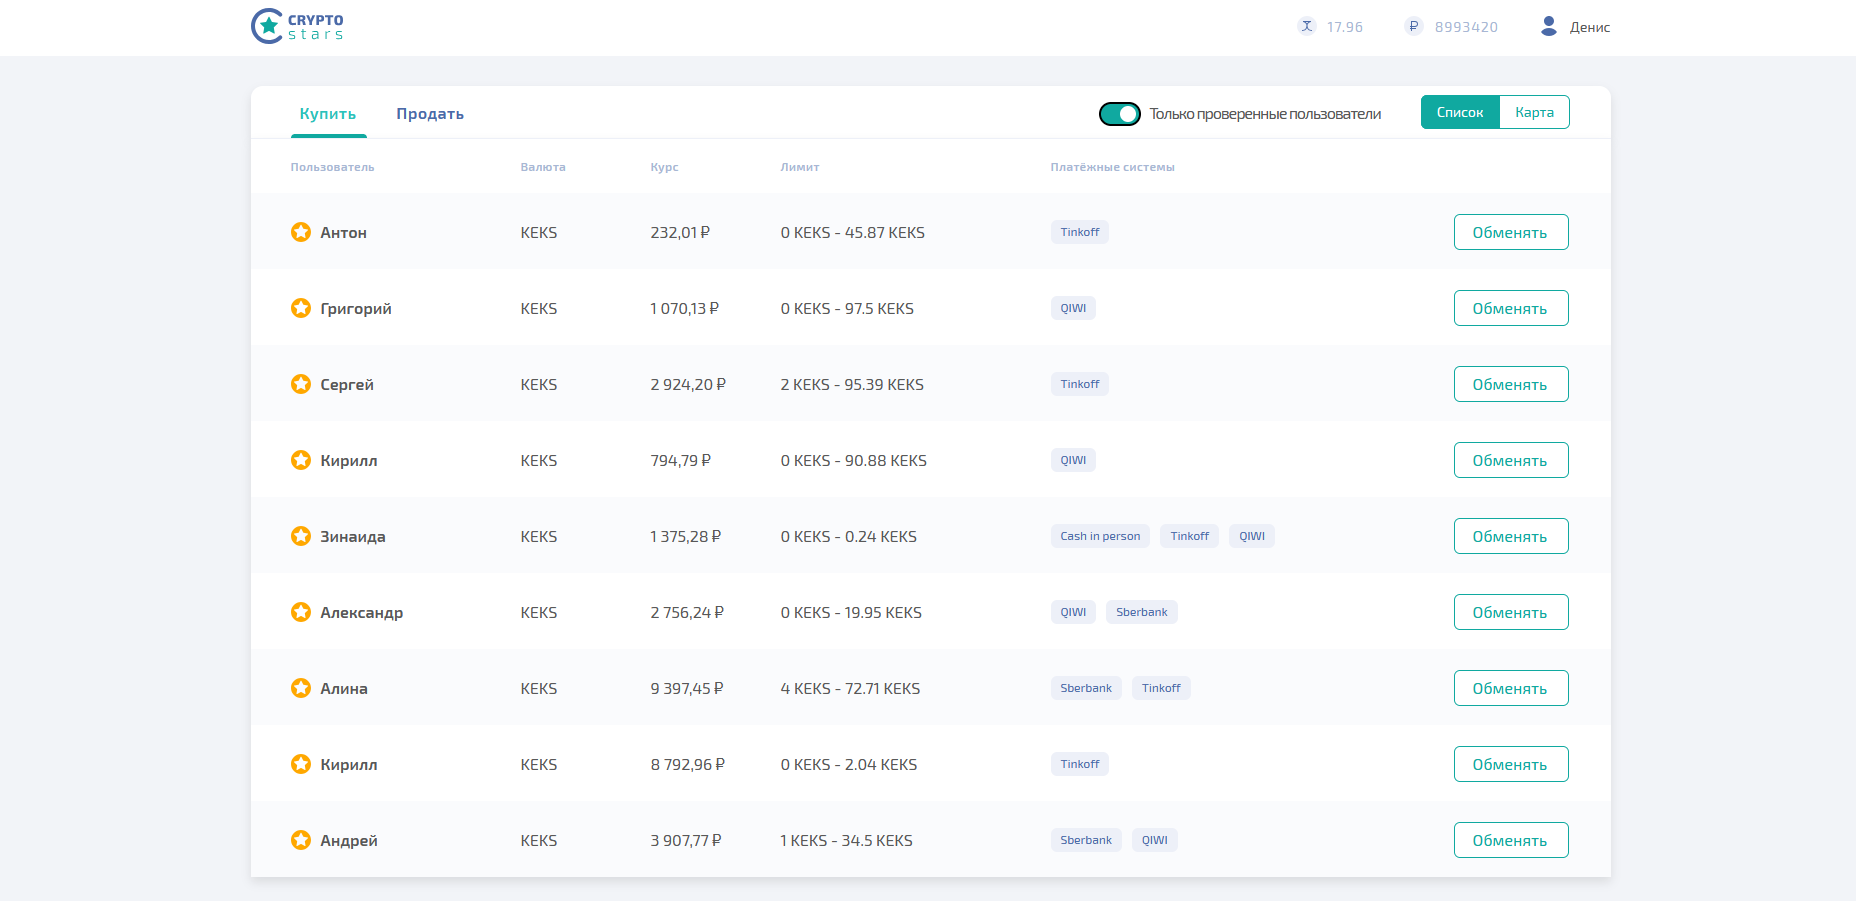 CRYPTO
stars
17.96 ₽ 8993420 Денис
Купить Продать Только проверенные пользователи Список Карта
Пользователь Валюта Курс Лимит Платёжные системы
Антон KEKS 232,01 ₽ 0 KEKS - 45.87 KEKS Tinkoff Обменять
Григорий KEKS 1 070,13 ₽ 0 KEKS - 97.5 KEKS QIWI Обменять
Сергей KEKS 2 924,20 ₽ 2 KEKS - 95.39 KEKS Tinkoff Обменять
Кирилл KEKS 794,79 ₽ 0 KEKS - 90.88 KEKS QIWI Обменять
Зинаида KEKS 1 375,28 ₽ 0 KEKS - 0.24 KEKS Cash in person Tinkoff QIWI Обменять
Александр KEKS 2 756,24 ₽ 0 KEKS - 19.95 KEKS QIWI Sberbank Обменять
Алина KEKS 9 397,45 ₽ 4 KEKS - 72.71 KEKS Sberbank Tinkoff Обменять
Кирилл KEKS 8 792,96 ₽ 0 KEKS - 2.04 KEKS Tinkoff Обменять
Андрей KEKS 3 907,77 ₽ 1 KEKS - 34.5 KEKS Sberbank QIWI Обменять